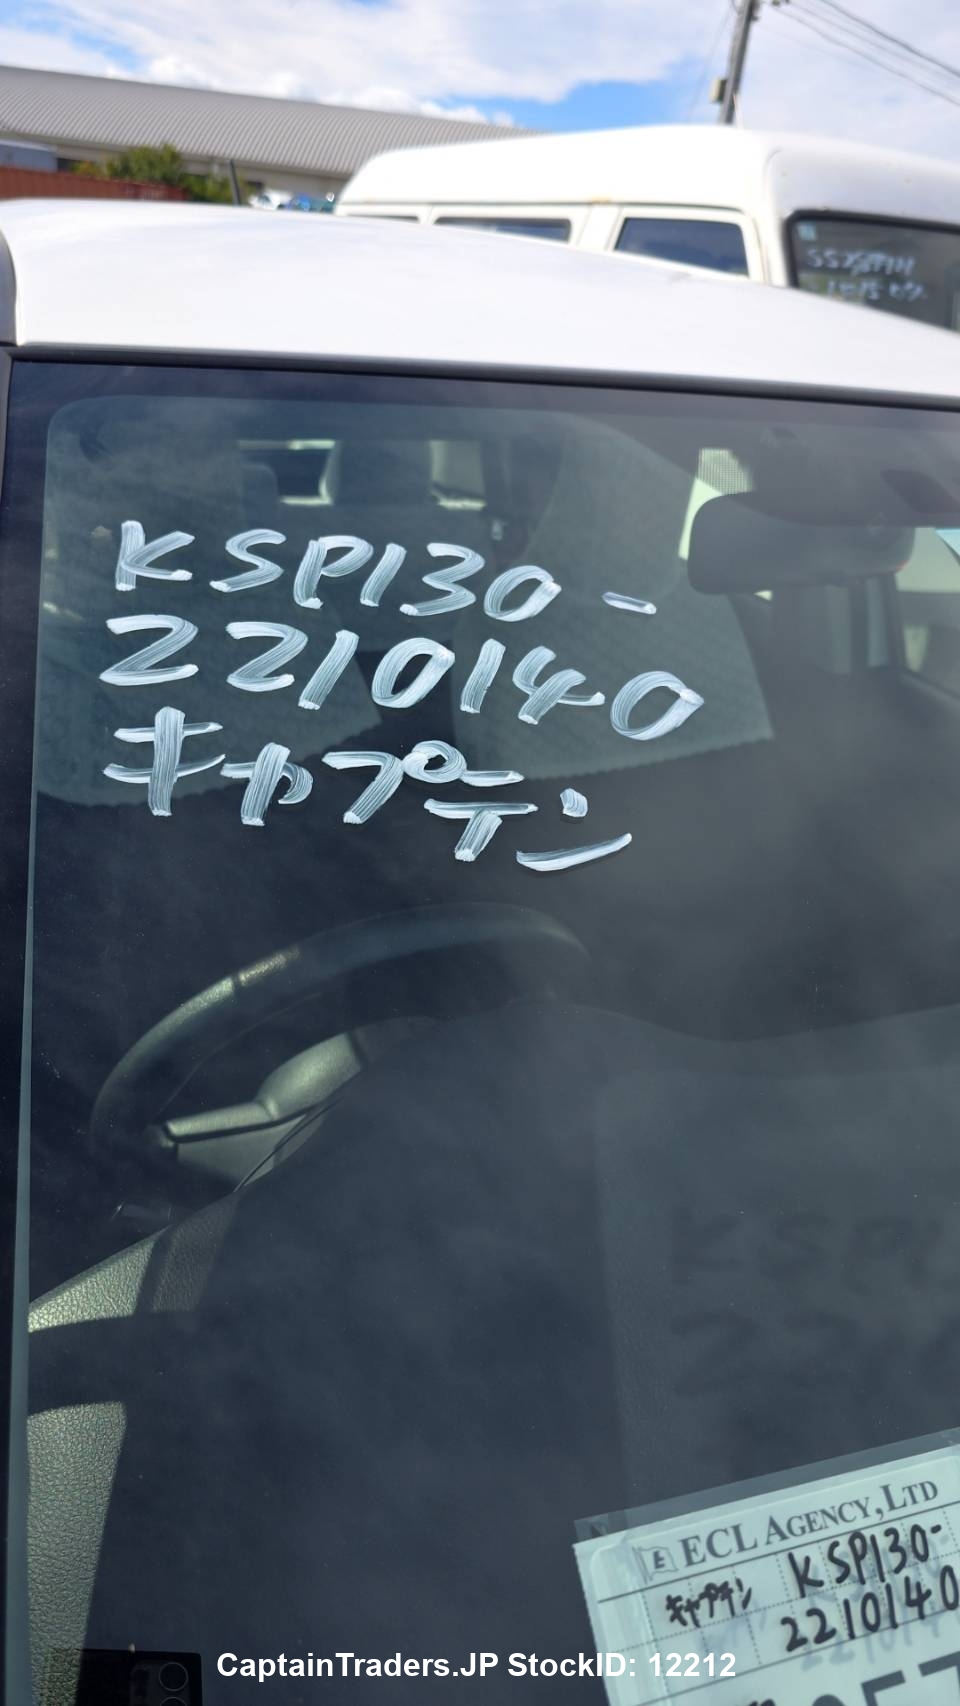 KSP130-
2210140
キャプテン
ECL AGENCY, LTD
キャプテン
KSP130-
2210140
CaptainTraders.JP StockID: 12212